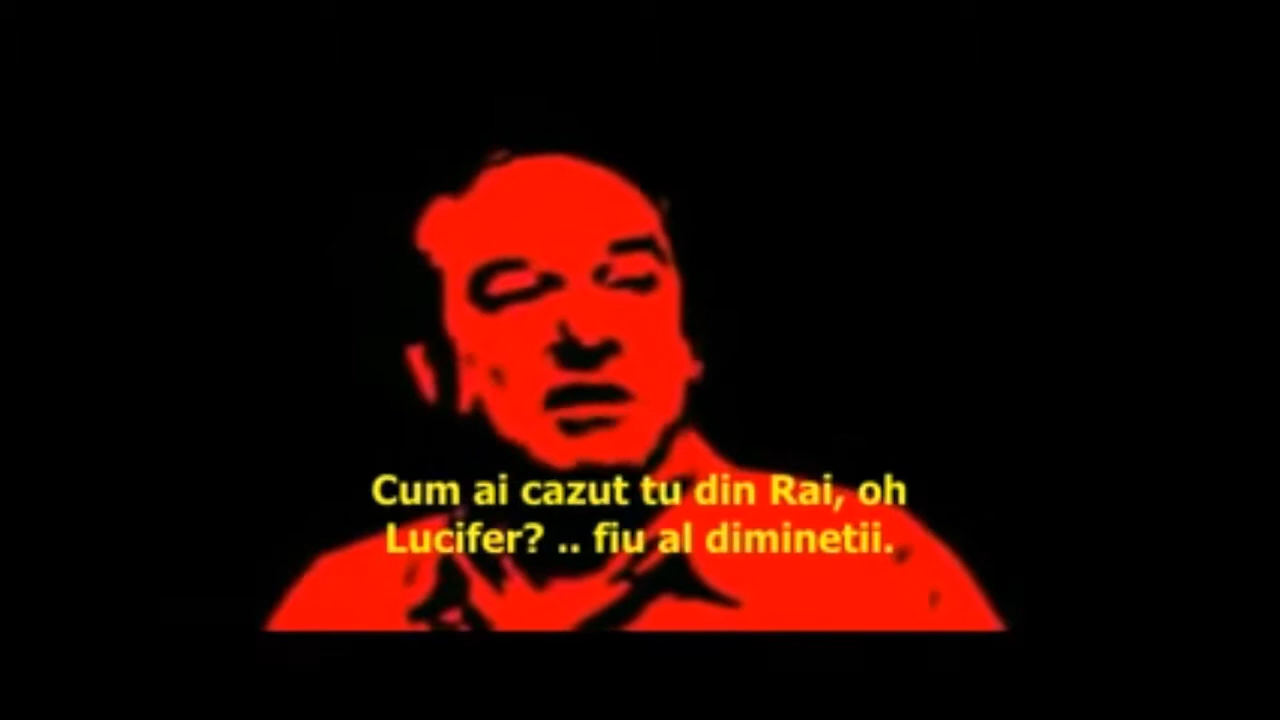 Cum ai cazut tu din Rai, oh
Lucifer? .. fiu al diminetii.